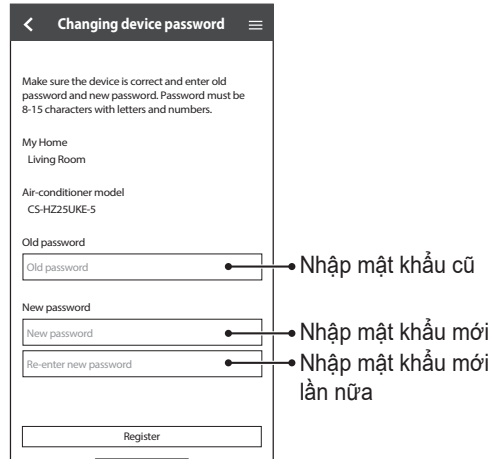 Changing device password
Make sure the device is correct and enter old
password and new password. Password must be
8-15 characters with letters and numbers.
My Home
Living Room
Air-conditioner model
CS-HZ25UKE-5
Old password
Old password
Nhập mật khẩu cũ
New password
New password
Nhập mật khẩu mới
Re-enter new password
Nhập mật khẩu mới
lần nữa
Register